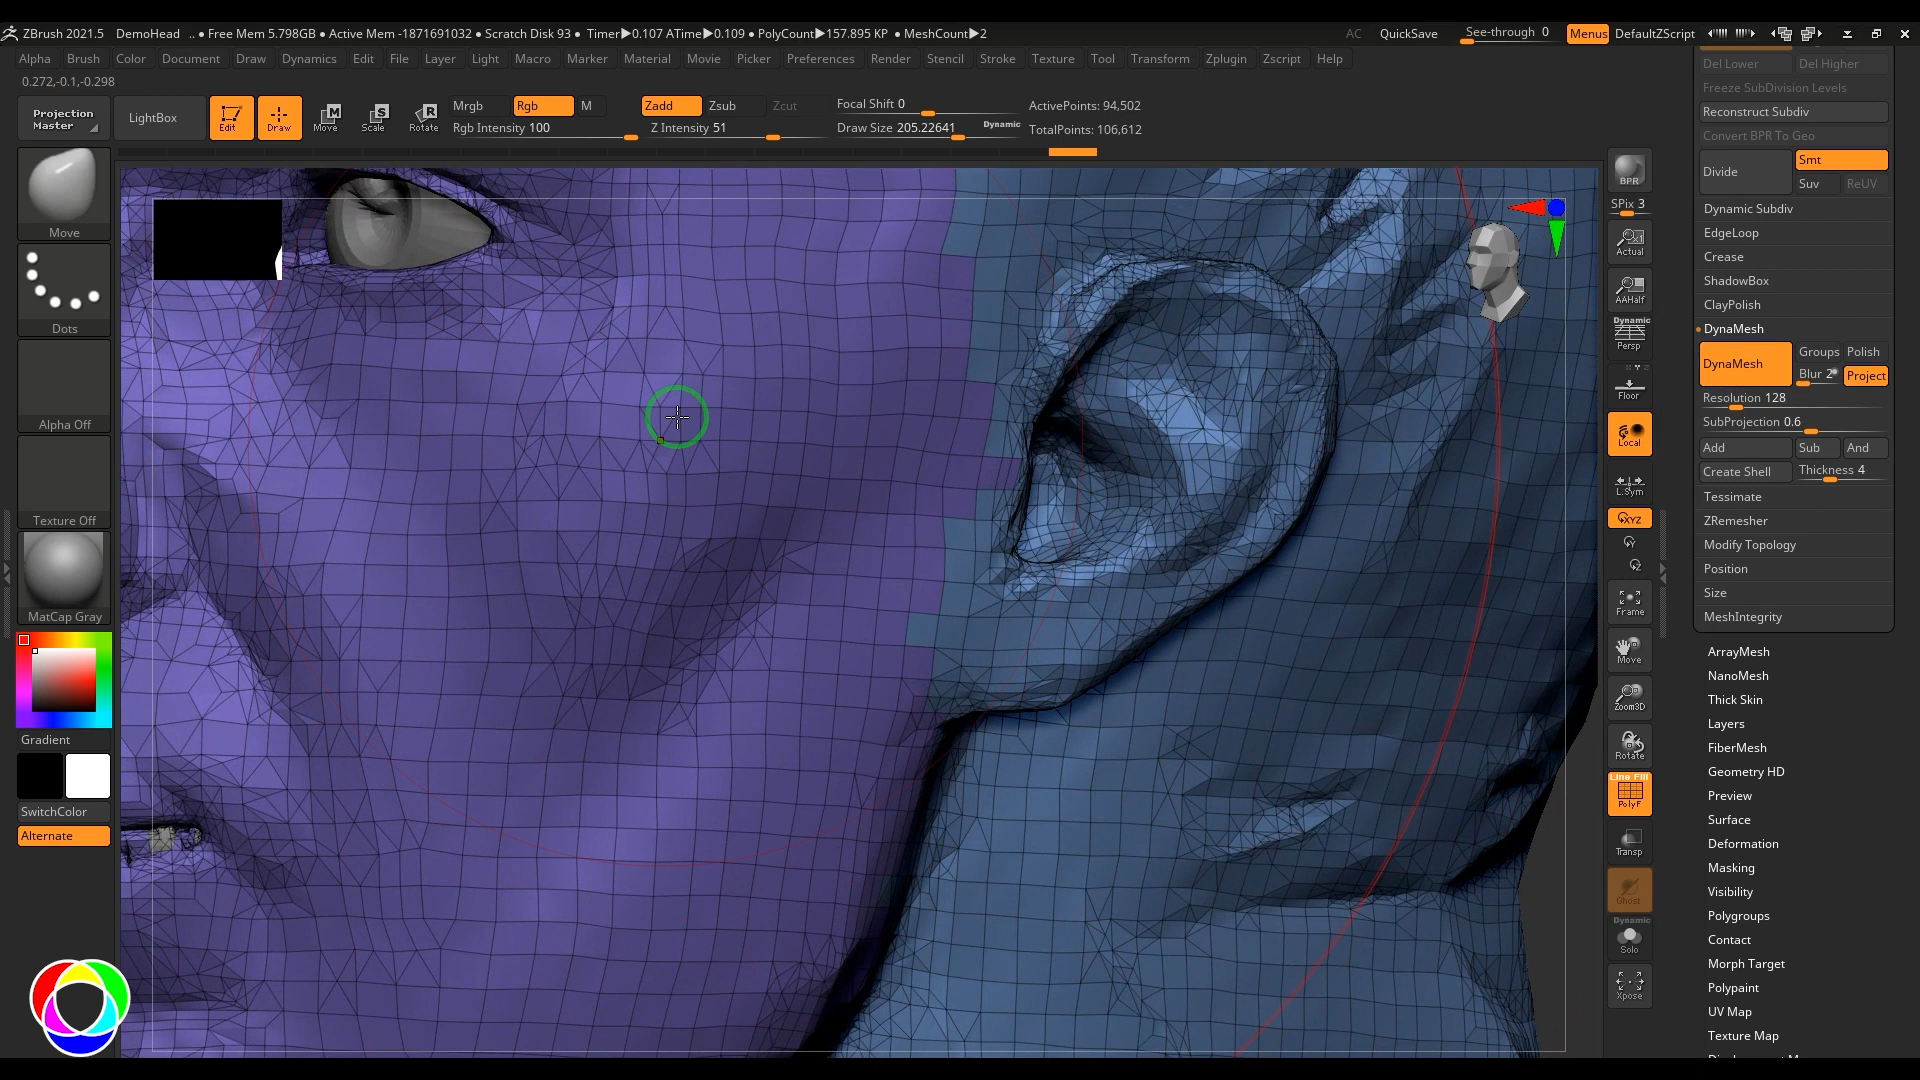 ZBrush 2021.5 DemoHead .. • Free Mem 5.798GB • Active Mem -1871691032 • Scratch Disk 93 • Timer▶0.107 ATime▶0.109 • PolyCount▶157.895 KP • MeshCount▶2 AC QuickSave See-through 0 Menus DefaultZScript
Alpha Brush Color Document Draw Dynamics Edit File Layer Light Macro Marker Material Movie Picker Preferences Render Stencil Stroke Texture Tool Transform Zplugin Zscript Help
0.272,-0.1,-0.298
Projection Master
LightBox
Edit
Draw
Move
Scale
Rotate
Mrgb Rgb M
Rgb Intensity 100
Zadd Zsub Zcut
Z Intensity 51
Focal Shift 0
Draw Size 205.22641 Dynamic
ActivePoints: 94,502
TotalPoints: 106,612
Move
Dots
Alpha Off
Texture Off
MatCap Gray
Gradient
SwitchColor
Alternate
BPR
SPix 3
Actual
AAHalf
Dynamic
Persp
Floor
Local
L.Sym
XYZ
Y
Z
Frame
Move
Zoom3D
Rotate
Line Fill
PolyF
Transp
Ghost
Dynamic
Solo
Xpose
Del Lower Del Higher
Freeze SubDivision Levels
Reconstruct Subdiv
Convert BPR To Geo
Divide Smt
Suv ReUV
Dynamic Subdiv
EdgeLoop
Crease
ShadowBox
ClayPolish
DynaMesh
DynaMesh Groups Polish
Blur 2 Project
Resolution 128
SubProjection 0.6
Add Sub And
Create Shell Thickness 4
Tessimate
ZRemesher
Modify Topology
Position
Size
MeshIntegrity
ArrayMesh
NanoMesh
Thick Skin
Layers
FiberMesh
Geometry HD
Preview
Surface
Deformation
Masking
Visibility
Polygroups
Contact
Morph Target
Polypaint
UV Map
Texture Map